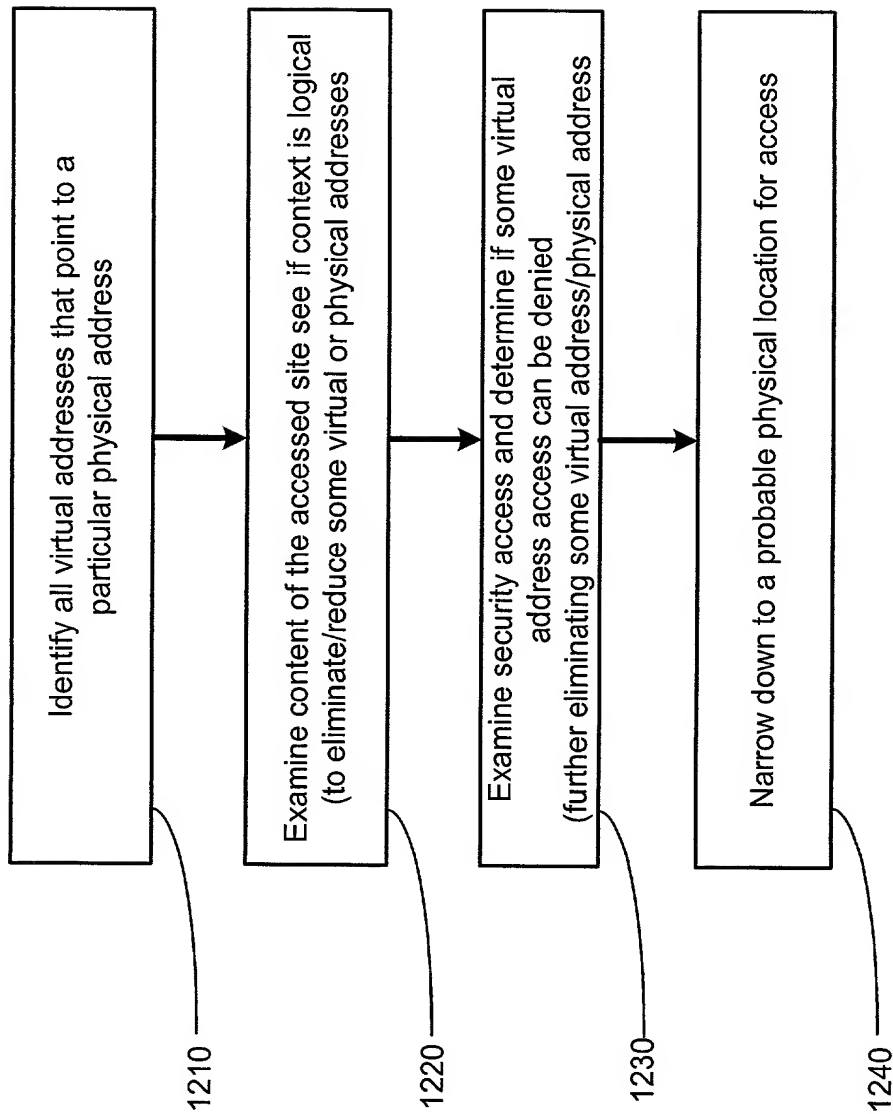 Identify all virtual addresses that point to a
particular physical address
1210
Examine content of the accessed site see if context is logical
(to eliminate/reduce some virtual or physical addresses
1220
Examine security access and determine if some virtual
address access can be denied
(further eliminating some virtual address/physical address
1230
Narrow down to a probable physical location for access
1240